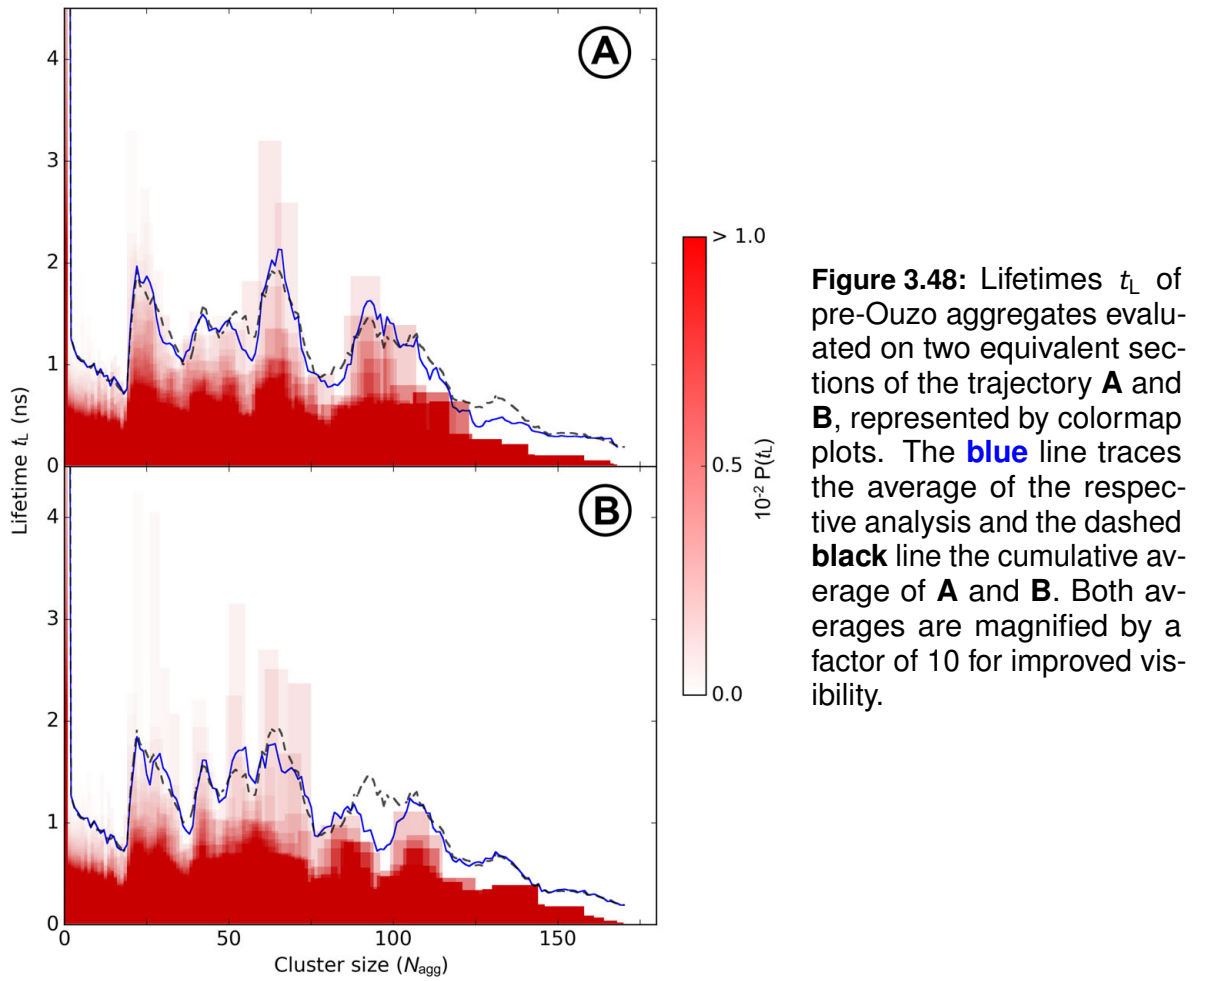 A
4
3
2
1
0
Lifetime tL (ns)
B
4
3
2
1
0
0 50 100 150
Cluster size (Nagg)
> 1.0
0.5
0.0
10-2 P(tL)
Figure 3.48: Lifetimes tL of
pre-Ouzo aggregates evalu-
ated on two equivalent sec-
tions of the trajectory A and
B, represented by colormap
plots. The blue line traces
the average of the respec-
tive analysis and the dashed
black line the cumulative av-
erage of A and B. Both av-
erages are magnified by a
factor of 10 for improved vis-
ibility.